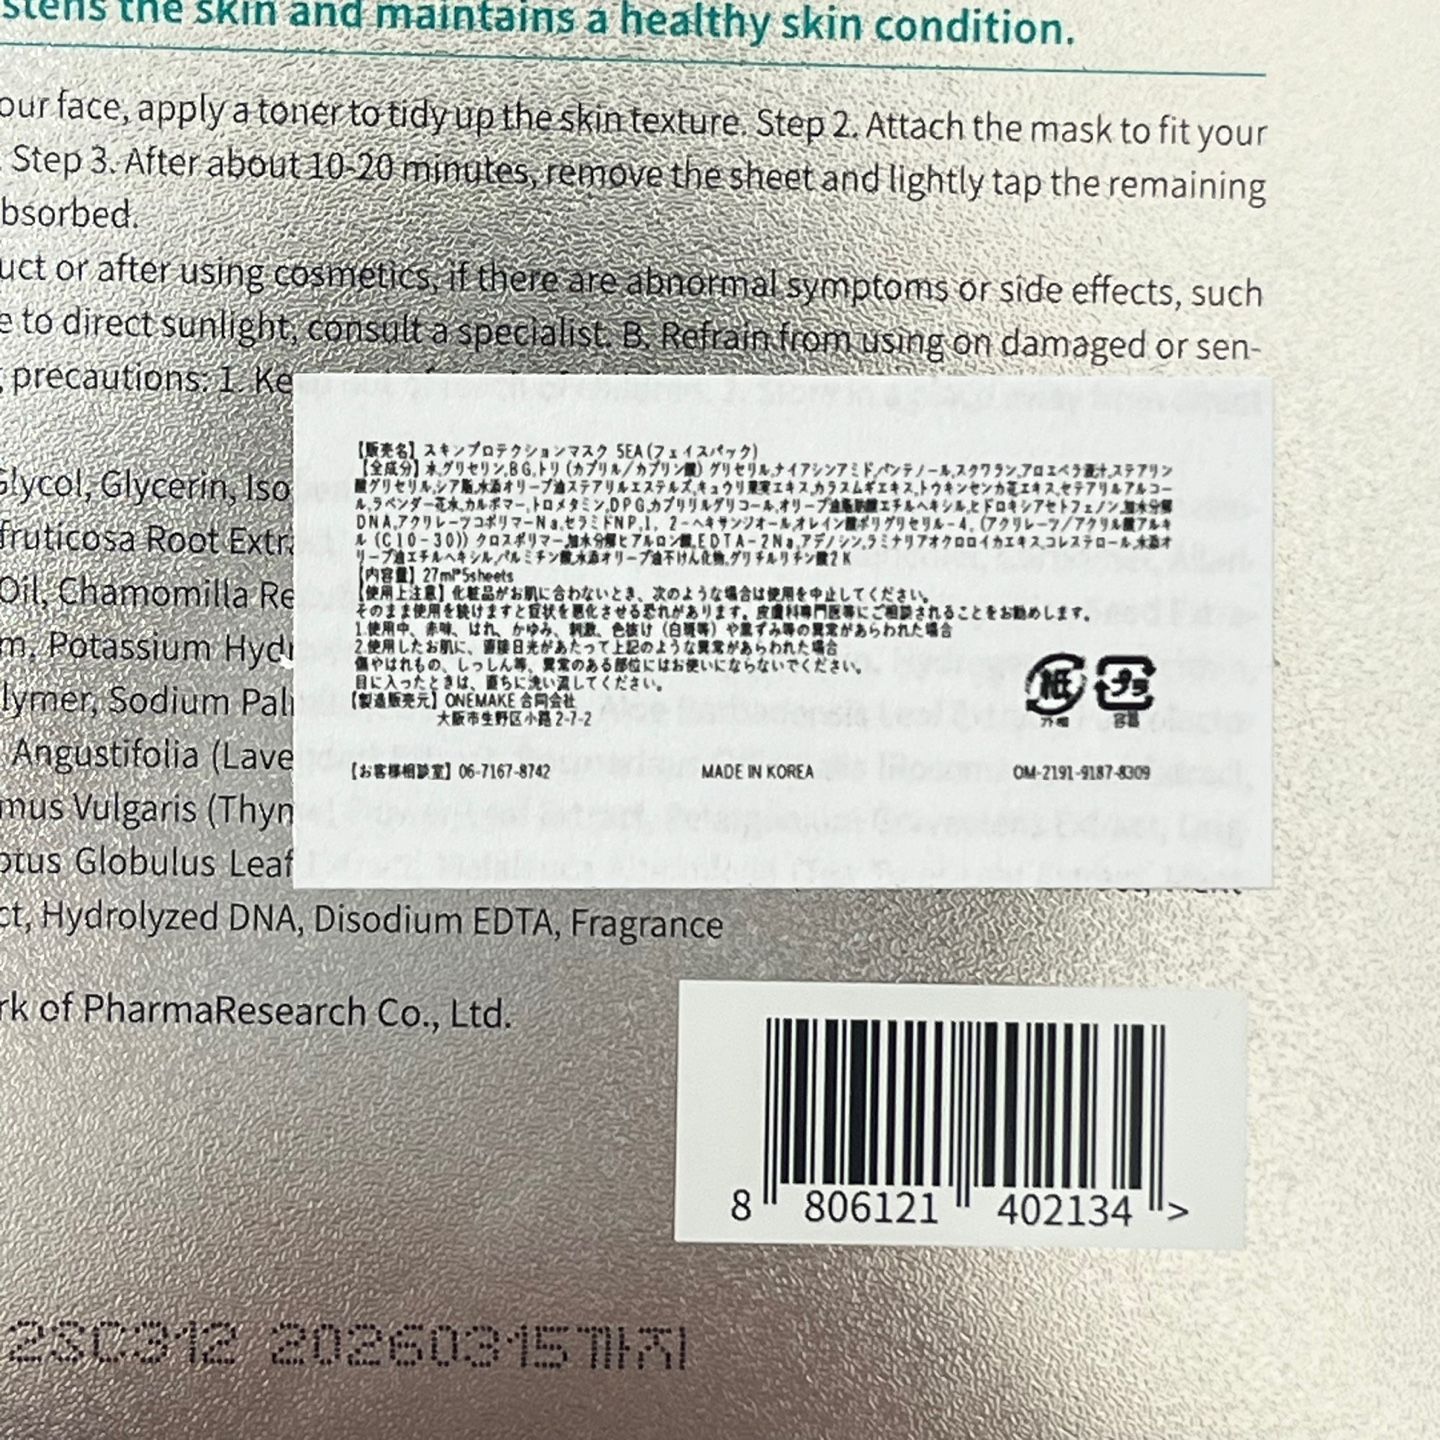 stens the skin and maintains a healthy skin condition.
our face, apply a toner to tidy up the skin texture. Step 2. Attach the mask to fit your
. Step 3. After about 10-20 minutes, remove the sheet and lightly tap the remaining
bsorbed.
uct or after using cosmetics, if there are abnormal symptoms or side effects, such
e to direct sunlight, consult a specialist. B. Refrain from using on damaged or sen-
precautions: 1. Ke
【販売名】スキンプロテクションマスク 5EA(フェイスパック)
【全成分】水,グリセリン,BG,トリ(カプリル/カプリン酸)グリセリル,ナイアシンアミド,パンテノール,スクワラン,アロエベラ液汁,ステアリン
酸グリセリル,シア脂,水添オリーブ油ステアリルエステルズ,キュウリ果実エキス,カラスムギエキス,トウキンセンカ花エキス,セテアリルアルコー
ル,ラベンダー花水,カルボマー,トロメタミン,DPG,カプリリルグリコール,オリーブ油脂肪酸エチルヘキシル,ヒドロキシアセトフェノン,加水分解
DNA,アクリレーツコポリマーNa,セラミドNP,1,2-ヘキサンジオール,オレイン酸ポリグリセリル-4,(アクリレーツ/アクリル酸アルキ
ル(C10-30))クロスポリマー,加水分解ヒアルロン酸,EDTA-2Na,アデノシン,ラミナリアオクロロイカエキス,コレステロール,水添オ
リーブ油エチルヘキシル,パルミチン酸,水添オリーブ油不けん化物,グリチルリチン酸2K
【内容量】27ml*5sheets
【使用上注意】化粧品がお肌に合わないとき、次のような場合は使用を中止してください。
そのまま使用を続けますと症状を悪化させる恐れがあります。皮膚科専門医等にご相談されることをお勧めします。
1.使用中、赤味、はれ、かゆみ、刺激、色抜け(白斑等)や黒ずみ等の異常があらわれた場合
2.使用したお肌に、直接日光があたって上記のような異常があらわれた場合
傷やはれもの、しっしん等、異常のある部位にはお使いにならないでください。
目に入ったときは、直ちに洗い流してください。
【製造販売元】ONEMAKE 合同会社
大阪市生野区小路 2-7-2
紙 プラ
外箱 容器
【お客様相談室】06-7167-8742 MADE IN KOREA OM-2191-9187-8309
Glycol, Glycerin, Iso
fruticosa Root Extr
Oil, Chamomilla Re
m, Potassium Hydr
lymer, Sodium Pal
Angustifolia (Lave
mus Vulgaris (Thyn
ptus Globulus Leaf
ct, Hydrolyzed DNA, Disodium EDTA, Fragrance
rk of PharmaResearch Co., Ltd.
8 806121 402134 >
23C312 20260315까지